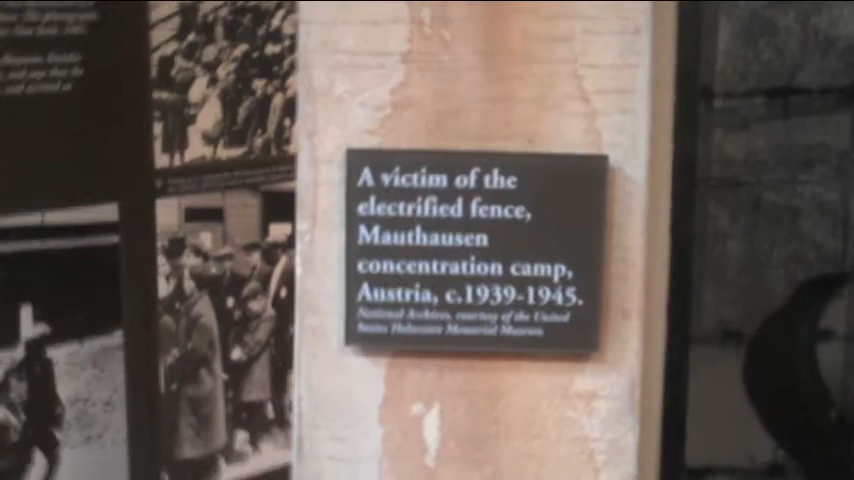 A victim of the
electrified fence,
Mauthausen
concentration camp,
Austria, c.1939-1945.
National Archives, courtesy of the United
States Holocaust Memorial Museum